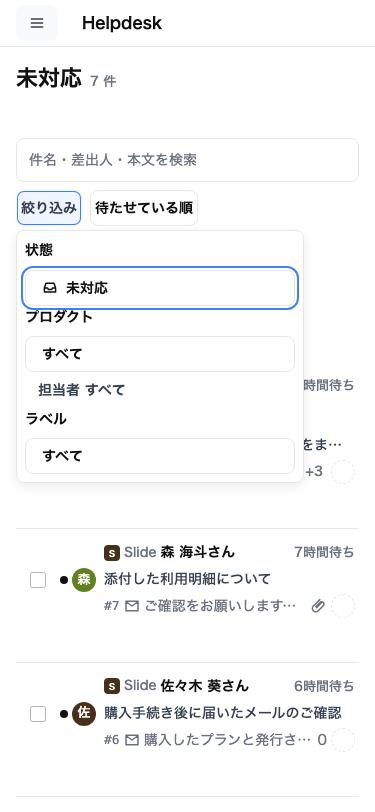 Helpdesk
未対応 7 件
件名・差出人・本文を検索
絞り込み 待たせている順
状態
未対応
プロダクト
すべて
時間待ち
担当者 すべて
ラベル
をま…
すべて
+3
S Slide 森 海斗さん 7時間待ち
森 添付した利用明細について
#7 ご確認をお願いします…
S Slide 佐々木 葵さん 6時間待ち
佐 購入手続き後に届いたメールのご確認
#6 購入したプランと発行さ… 0